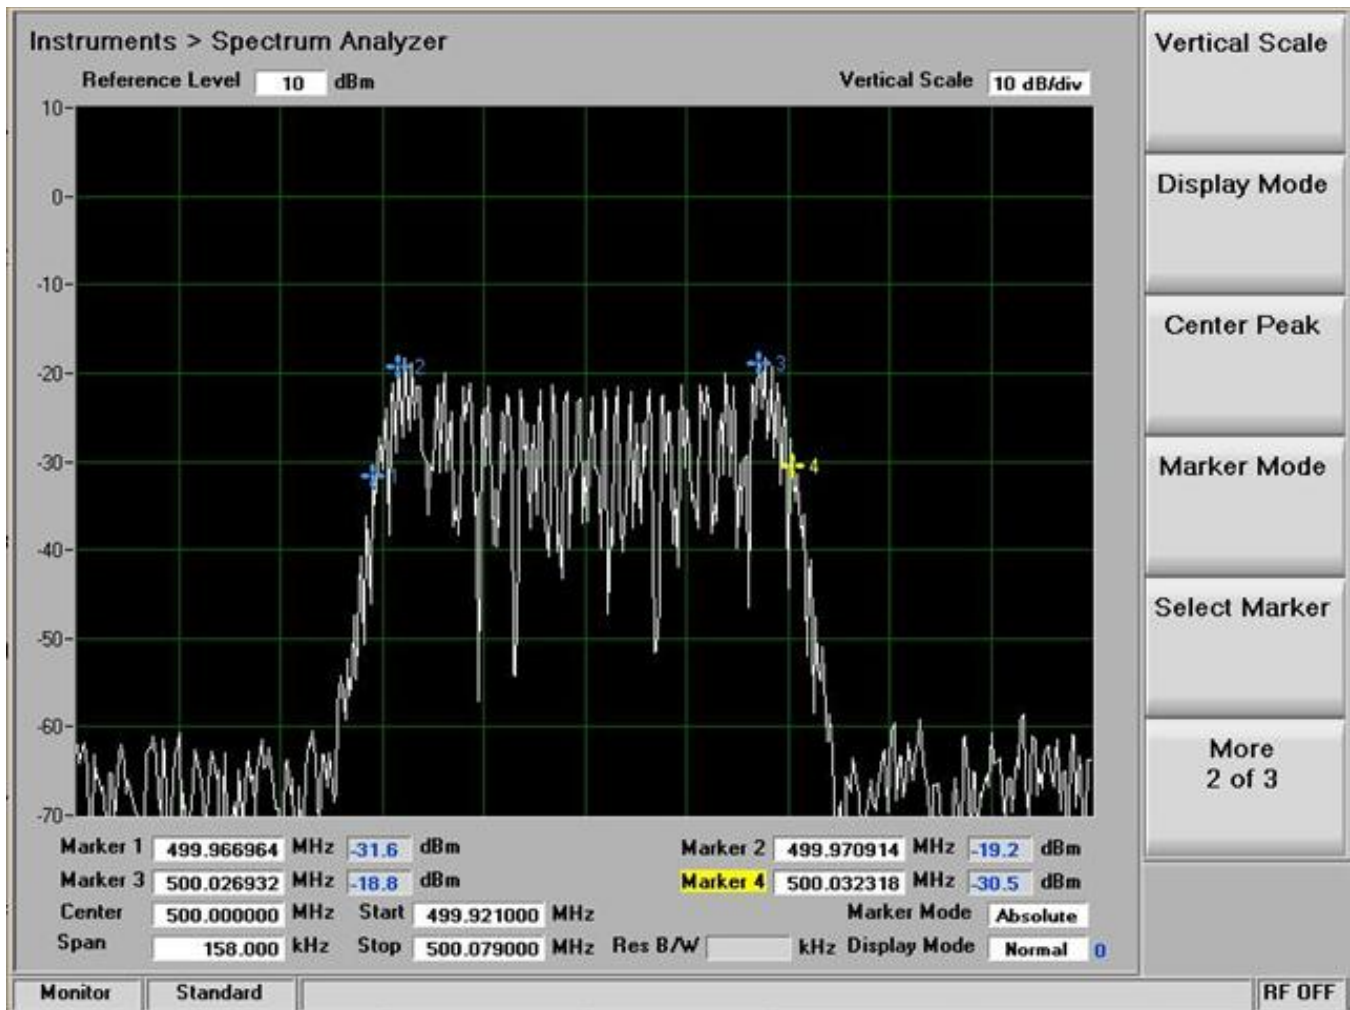 Instruments > Spectrum Analyzer
Reference Level 10 dBm Vertical Scale 10 dB/div
10
0
-10
-20
-30
-40
-50
-60
-70
2
3
1
4
Marker 1 499.966964 MHz -31.6 dBm Marker 2 499.970914 MHz -19.2 dBm
Marker 3 500.026932 MHz -18.8 dBm Marker 4 500.032318 MHz -30.5 dBm
Center 500.000000 MHz Start 499.921000 MHz Marker Mode Absolute
Span 158.000 kHz Stop 500.079000 MHz Res B/W kHz Display Mode Normal 0
Monitor Standard RF OFF
Vertical Scale
Display Mode
Center Peak
Marker Mode
Select Marker
More
2 of 3